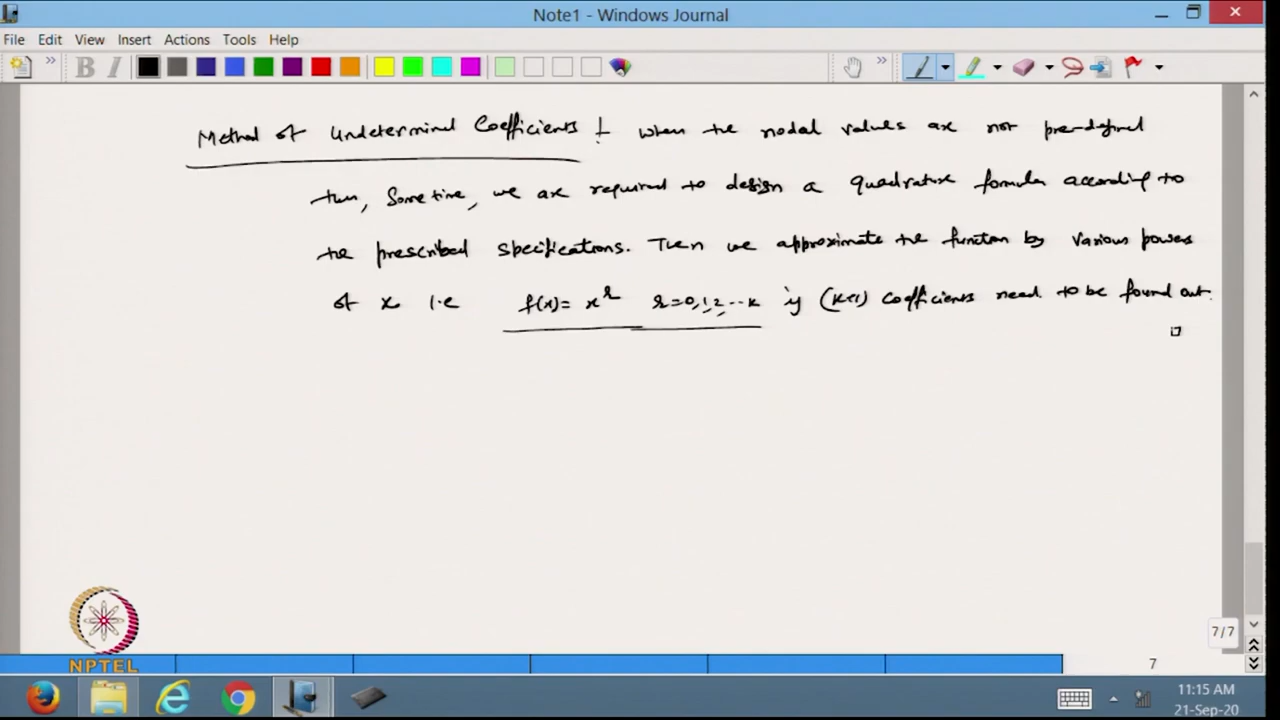 Note1 - Windows Journal
File Edit View Insert Actions Tools Help
Method of Undetermined Coefficients :- When the nodal values are not pre-defined
then, Sometime, we are required to design a quadrature formula according to
the prescribed specifications. Then we approximate the function by various powers
of x i.e f(x)= x^r r=0,1,2...k if (k+1) coefficients need to be found out.
7/7
NPTEL
7
11:15 AM
21-Sep-20